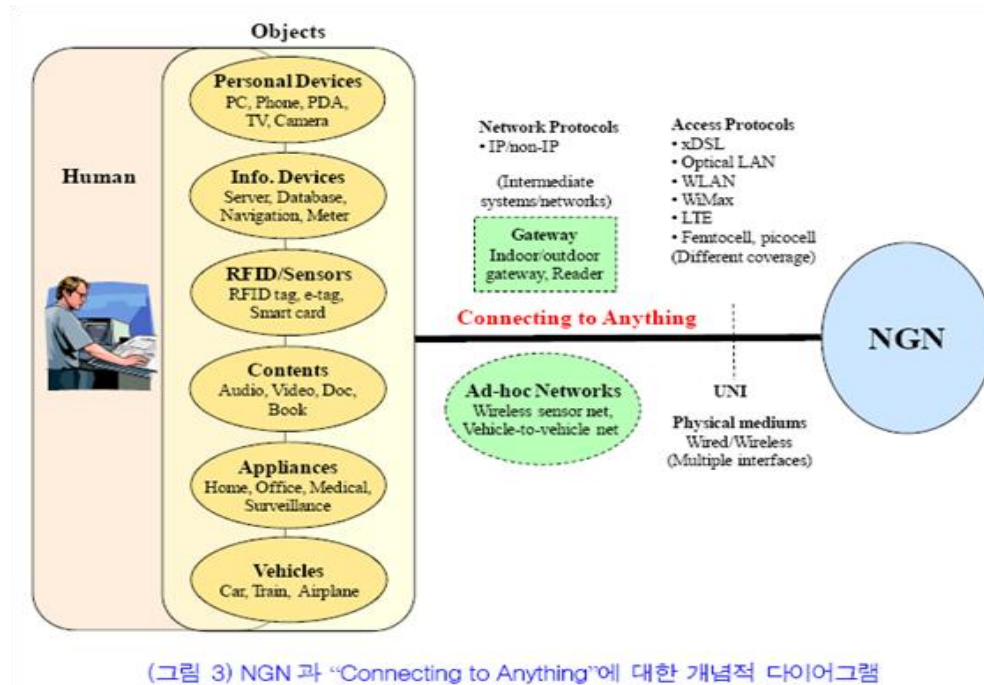 Objects
Human
Personal Devices
PC, Phone, PDA,
TV, Camera
Info. Devices
Server, Database,
Navigation, Meter
RFID/Sensors
RFID tag, e-tag,
Smart card
Contents
Audio, Video, Doc,
Book
Appliances
Home, Office, Medical,
Surveillance
Vehicles
Car, Train, Airplane
Network Protocols
• IP/non-IP
(Intermediate
systems/networks)
Gateway
Indoor/outdoor
gateway, Reader
Connecting to Anything
Ad-hoc Networks
Wireless sensor net,
Vehicle-to-vehicle net
Access Protocols
• xDSL
• Optical LAN
• WLAN
• WiMax
• LTE
• Femtocell, picocell
(Different coverage)
UNI
Physical mediums
Wired/Wireless
(Multiple interfaces)
NGN
(그림 3) NGN 과 “Connecting to Anything”에 대한 개념적 다이어그램